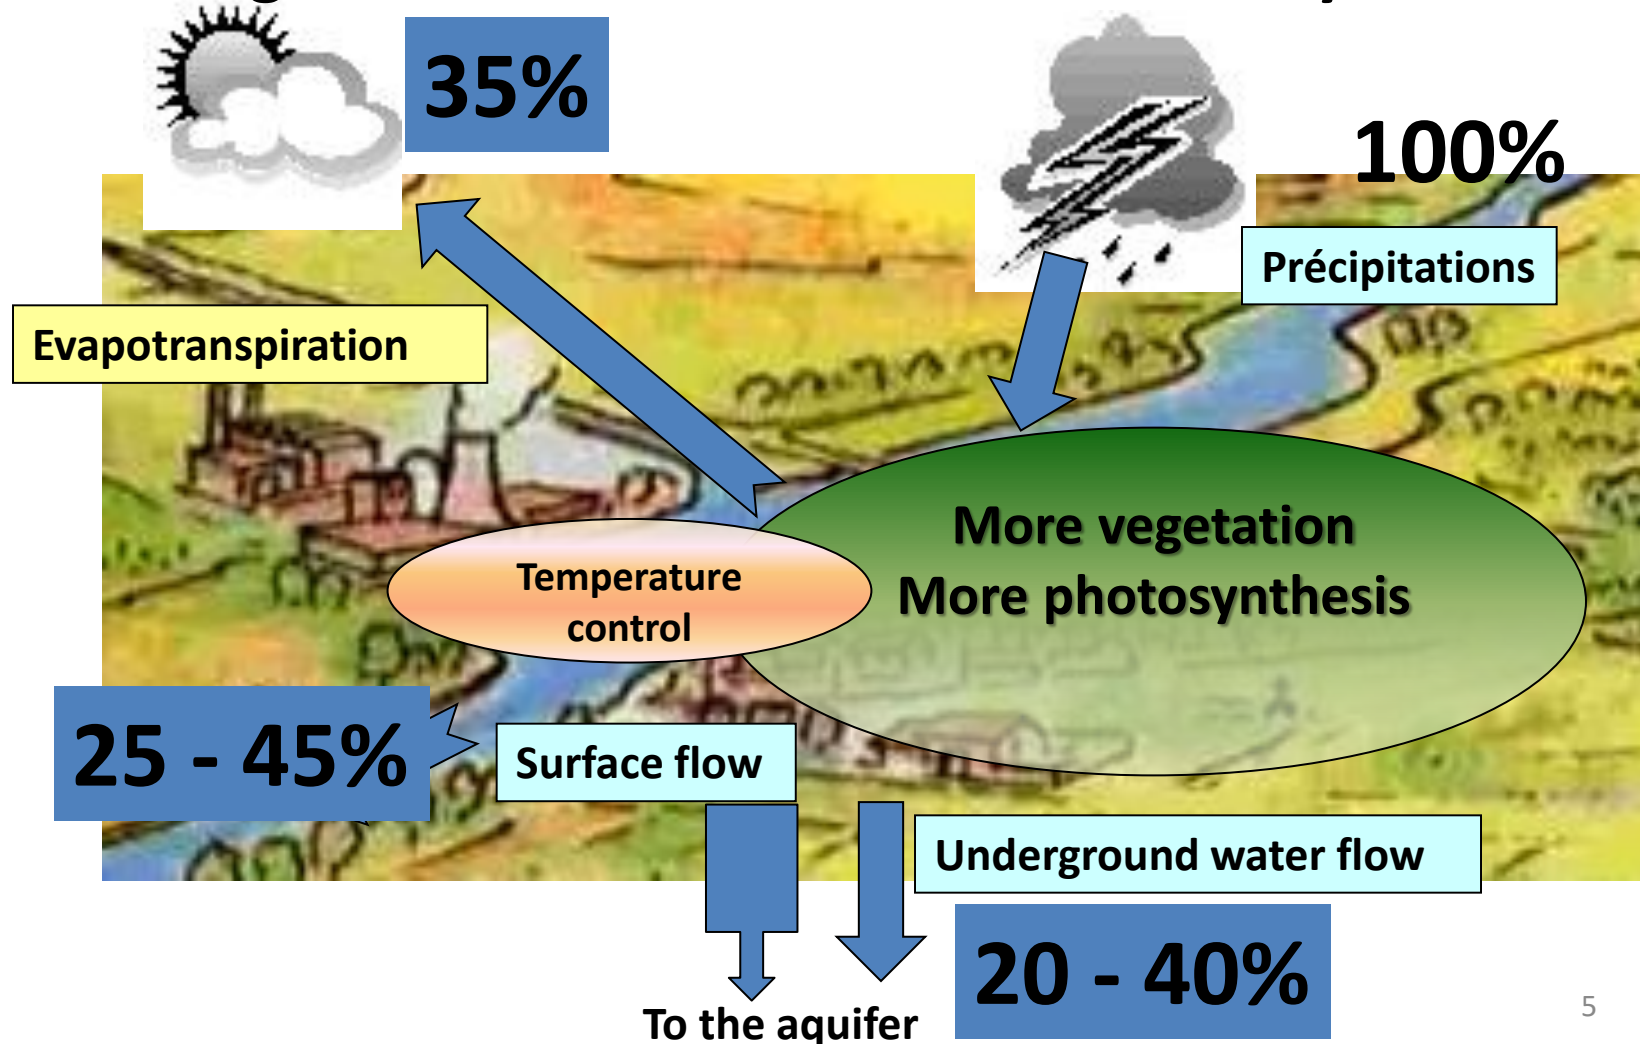 35%
100%
Précipitations
Evapotranspiration
More vegetation
More photosynthesis
Temperature
control
25 - 45%
Surface flow
Underground water flow
20 - 40%
To the aquifer
5